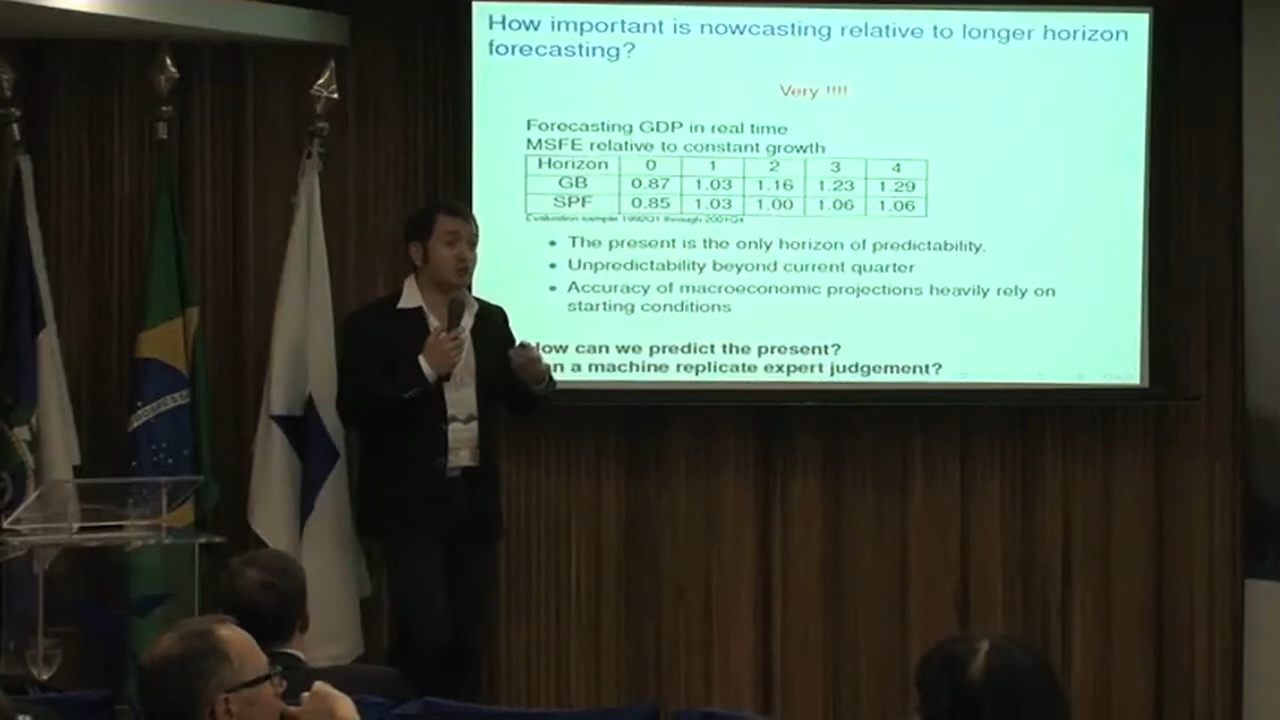 How important is nowcasting relative to longer horizon
forecasting?
Very !!!!
Forecasting GDP in real time
MSFE relative to constant growth
Horizon 0 1 2 3 4
GB 0.87 1.03 1.16 1.23 1.29
SPF 0.85 1.03 1.00 1.06 1.06
Evaluation sample through
• The present is the only horizon of predictability.
• Unpredictability beyond current quarter
• Accuracy of macroeconomic projections heavily rely on
starting conditions
How can we predict the present?
a machine replicate expert judgement?